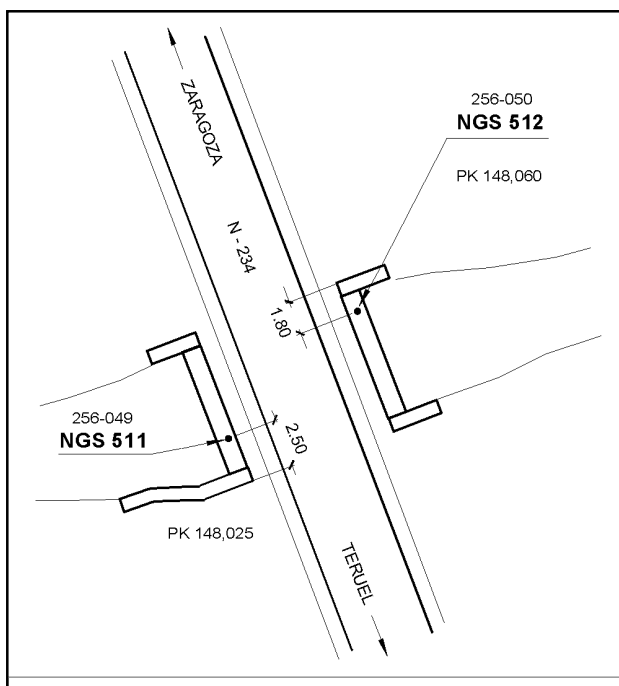 ZARAGOZA
256-050
NGS 512
PK 148,060
N - 234
1.80
256-049
NGS 511
2.50
PK 148,025
TERUEL